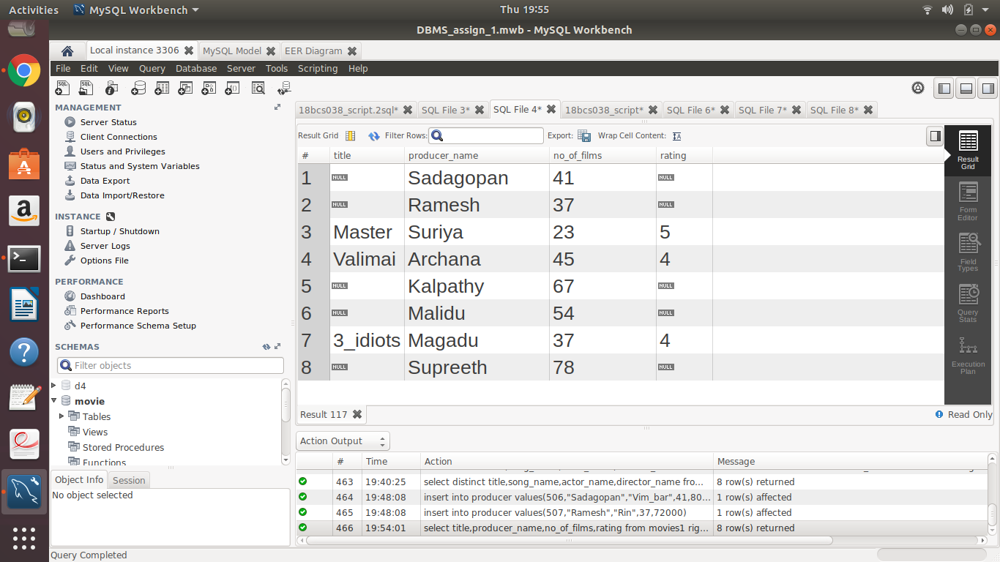 Activities MySQL Workbench Thu 19:55
DBMS_assign_1.mwb - MySQL Workbench
Local instance 3306 MySQL Model EER Diagram
File Edit View Query Database Server Tools Scripting Help
MANAGEMENT
Server Status
Client Connections
Users and Privileges
Status and System Variables
Data Export
Data Import/Restore
INSTANCE
Startup / Shutdown
Server Logs
Options File
PERFORMANCE
Dashboard
Performance Reports
Performance Schema Setup
SCHEMAS
Filter objects
d4
movie
Tables
Views
Stored Procedures
Functions
Object Info Session
No object selected
18bcs038_script.2sql* SQL File 3* SQL File 4* 18bcs038_script* SQL File 6* SQL File 7* SQL File 8*
Result Grid Filter Rows: Export: Wrap Cell Content:
# title producer_name no_of_films rating
1 NULL Sadagopan 41 NULL
2 NULL Ramesh 37 NULL
3 Master Suriya 23 5
4 Valimai Archana 45 4
5 NULL Kalpathy 67 NULL
6 NULL Malidu 54 NULL
7 3_idiots Magadu 37 4
8 NULL Supreeth 78 NULL
Result Grid
Form Editor
Field Types
Query Stats
Execution Plan
Result 117 Read Only
Action Output
# Time Action Message
463 19:40:25 select distinct title,song_name,actor_name,director_name fro... 8 row(s) returned
464 19:48:08 insert into producer values(506,"Sadagopan","Vim_bar",41,80... 1 row(s) affected
465 19:48:08 insert into producer values(507,"Ramesh","Rin",37,72000) 1 row(s) affected
466 19:54:01 select title,producer_name,no_of_films,rating from movies1 rig... 8 row(s) returned
Query Completed